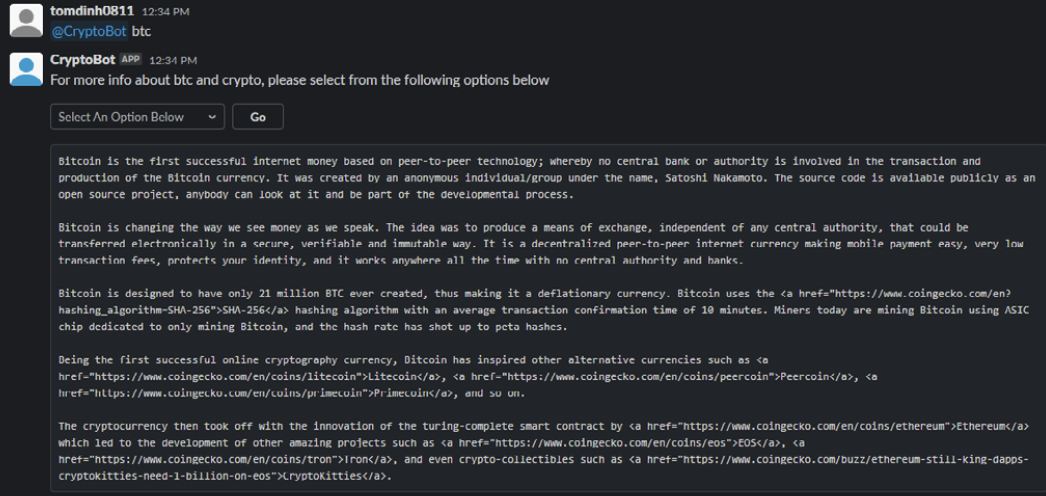 tomdinh0811 12:34 PM
@CryptoBot btc
CryptoBot APP 12:34 PM
For more info about btc and crypto, please select from the following options below
Select An Option Below Go
Bitcoin is the first successful internet money based on peer-to-peer technology; whereby no central bank or authority is involved in the transaction and
production of the Bitcoin currency. It was created by an anonymous individual/group under the name, Satoshi Nakamoto. The source code is available publicly as an
open source project, anybody can look at it and be part of the developmental process.
Bitcoin is changing the way we see money as we speak. The idea was to produce a means of exchange, independent of any central authority, that could be
transferred electronically in a secure, verifiable and immutable way. It is a decentralized peer-to-peer internet currency making mobile payment easy, very low
transaction fees, protects your identity, and it works anywhere all the time with no central authority and banks.
Bitcoin is designed to have only 21 million BTC ever created, thus making it a deflationary currency. Bitcoin uses the <a href="https://www.coingecko.com/en?
hashing_algorithm=SHA-256">SHA-256</a> hashing algorithm with an average transaction confirmation time of 10 minutes. Miners today are mining Bitcoin using ASIC
chip dedicated to only mining Bitcoin, and the hash rate has shot up to peta hashes.
Being the first successful online cryptography currency, Bitcoin has inspired other alternative currencies such as <a
href="https://www.coingecko.com/en/coins/litecoin">Litecoin</a>, <a href="https://www.coingecko.com/en/coins/peercoin">Peercoin</a>, <a
href="https://www.coingecko.com/en/coins/primecoin">Primecoin</a>, and so on.
The cryptocurrency then took off with the innovation of the turing-complete smart contract by <a href="https://www.coingecko.com/en/coins/ethereum">Ethereum</a>
which led to the development of other amazing projects such as <a href="https://www.coingecko.com/en/coins/eos">EOS</a>, <a
href="https://www.coingecko.com/en/coins/tron">Tron</a>, and even crypto-collectibles such as <a href="https://www.coingecko.com/buzz/ethereum-still-king-dapps-
cryptokitties-need-1-billion-on-eos">CryptoKitties</a>.